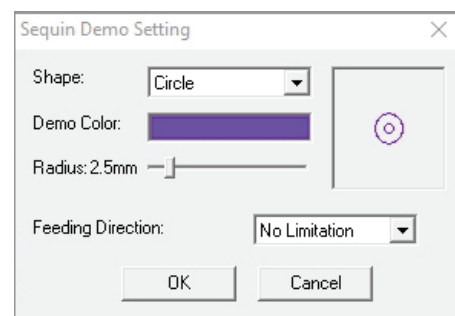 Sequin Demo Setting
Shape: Circle
Demo Color:
Radius: 2.5mm
Feeding Direction: No Limitation
OK Cancel